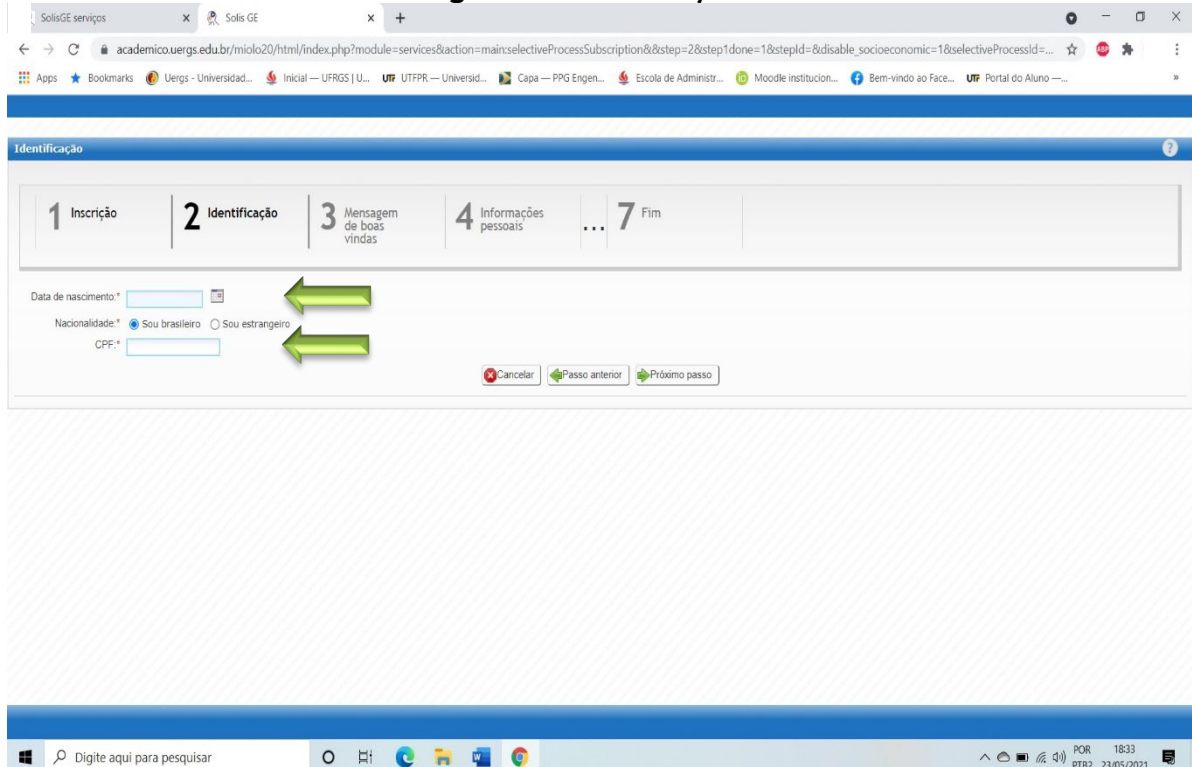 SolisGE serviços
Solis GE
academico.uergs.edu.br/miolo20/html/index.php?module=services&action=main:selectiveProcessSubscription&&step=2&step1done=1&stepId=&disable_socioeconomic=1&selectiveProcessId=...
Apps Bookmarks Uergs - Universidad... Inicial — UFRGS | U... UTFPR — Universid... Capa — PPG Engen... Escola de Administr... Moodle institucion... Bem-vindo ao Face... Portal do Aluno —... »
Identificação ?
1 Inscrição 2 Identificação 3 Mensagem de boas vindas 4 Informações pessoais ... 7 Fim
Data de nascimento:*
Nacionalidade:* Sou brasileiro Sou estrangeiro
CPF:*
Cancelar Passo anterior Próximo passo
Digite aqui para pesquisar
POR 18:33
PTB2 23/05/2021